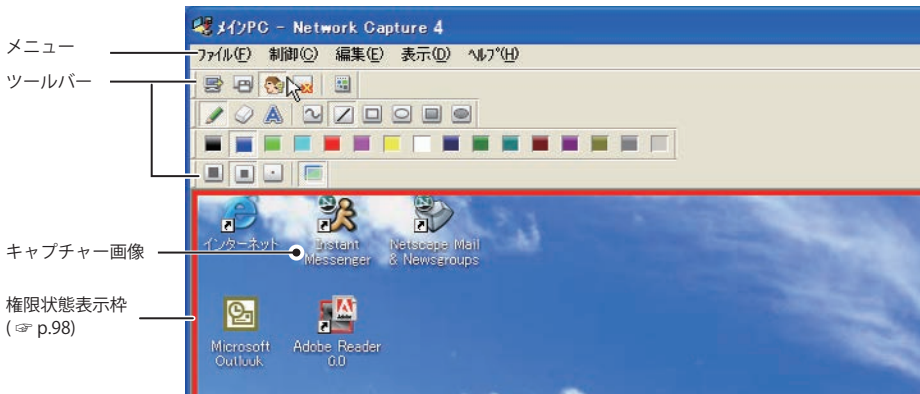 メインPC - Network Capture 4
メニュー
ファイル(F) 制御(C) 編集(E) 表示(D) ヘルプ(H)
ツールバー
A
キャプチャー画像
インターネット
Instant Messenger
Netscape Mail & Newsgroups
権限状態表示枠
( ☞ p.98)
Microsoft Outlook
Adobe Reader 6.0